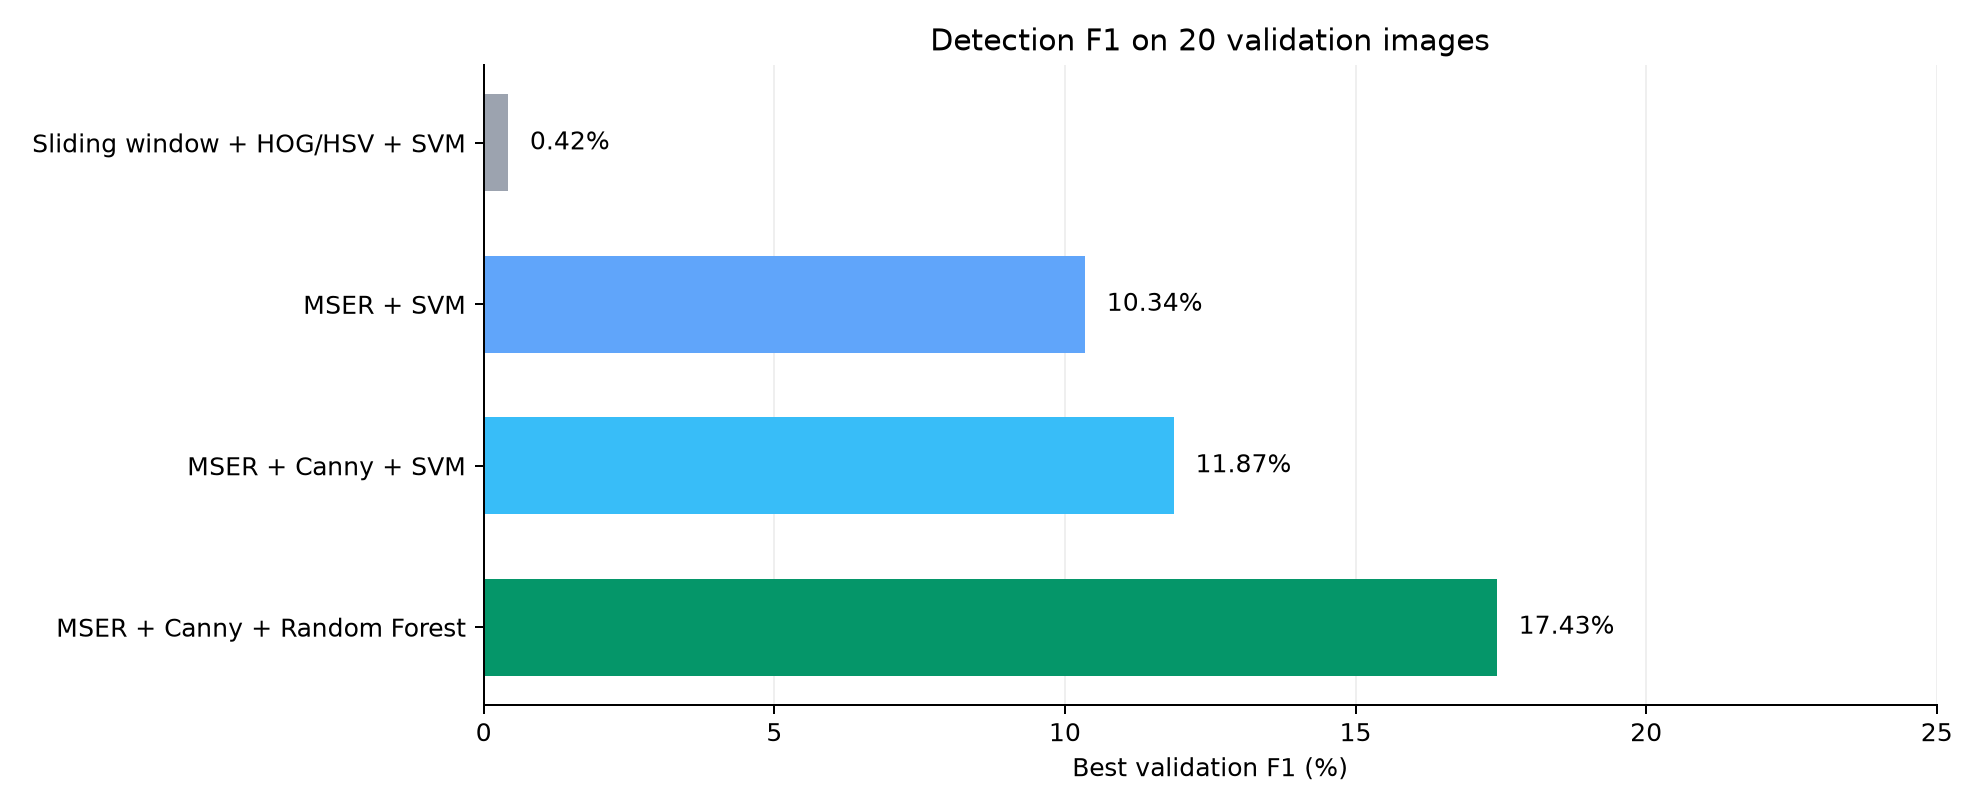 Detection F1 on 20 validation images
Sliding window + HOG/HSV + SVM
0.42%
MSER + SVM
10.34%
MSER + Canny + SVM
11.87%
MSER + Canny + Random Forest
17.43%
0 5 10 15 20 25
Best validation F1 (%)